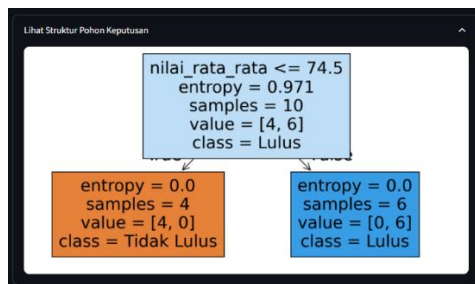 Lihat Struktur Pohon Keputusan
nilai_rata_rata <= 74.5
entropy = 0.971
samples = 10
value = [4, 6]
class = Lulus
entropy = 0.0
samples = 4
value = [4, 0]
class = Tidak Lulus
entropy = 0.0
samples = 6
value = [0, 6]
class = Lulus